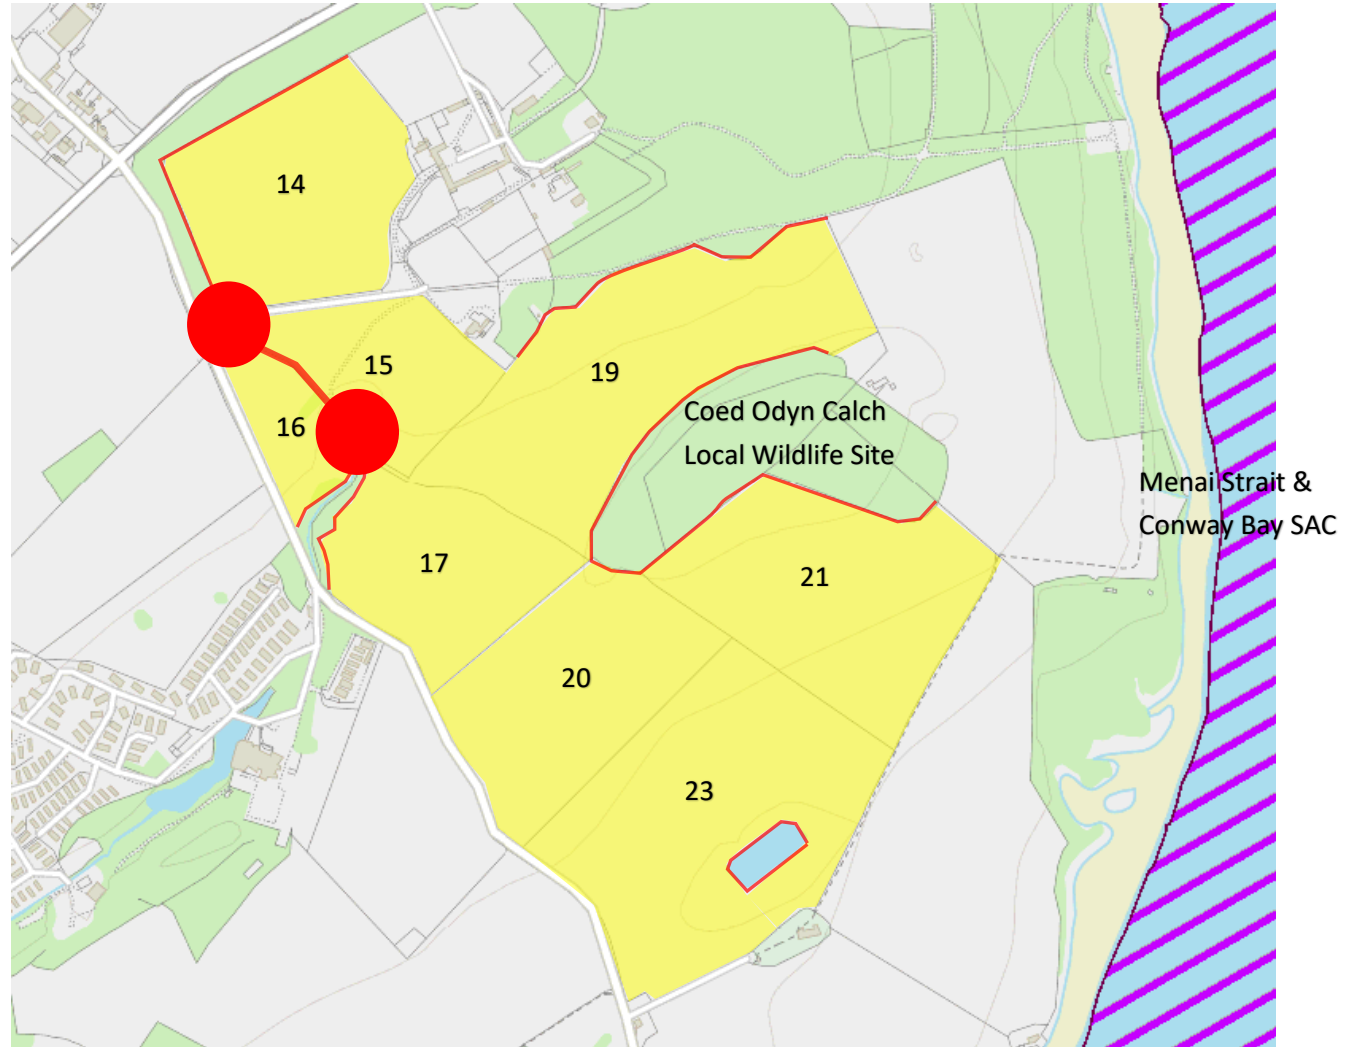 14
15
19
Coed Odyn Calch
16
Local Wildlife Site
Menai Strait &
Conway Bay SAC
17
21
20
23